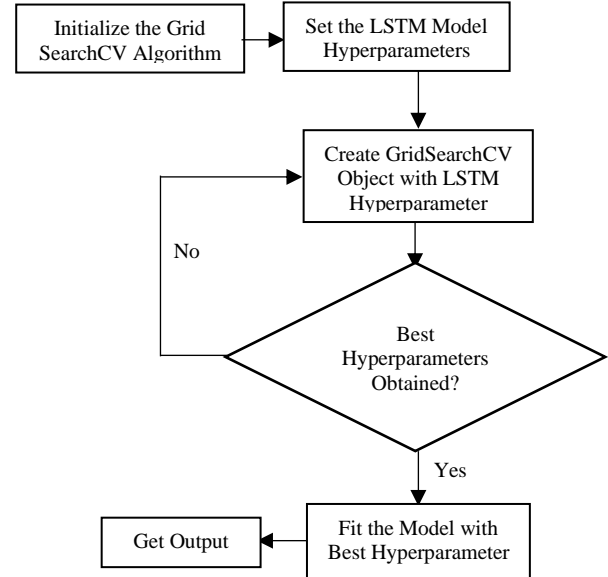 Initialize the Grid
SearchCV Algorithm
Set the LSTM Model
Hyperparameters
Create GridSearchCV
Object with LSTM
Hyperparameter
No
Best
Hyperparameters
Obtained?
Yes
Fit the Model with
Best Hyperparameter
Get Output